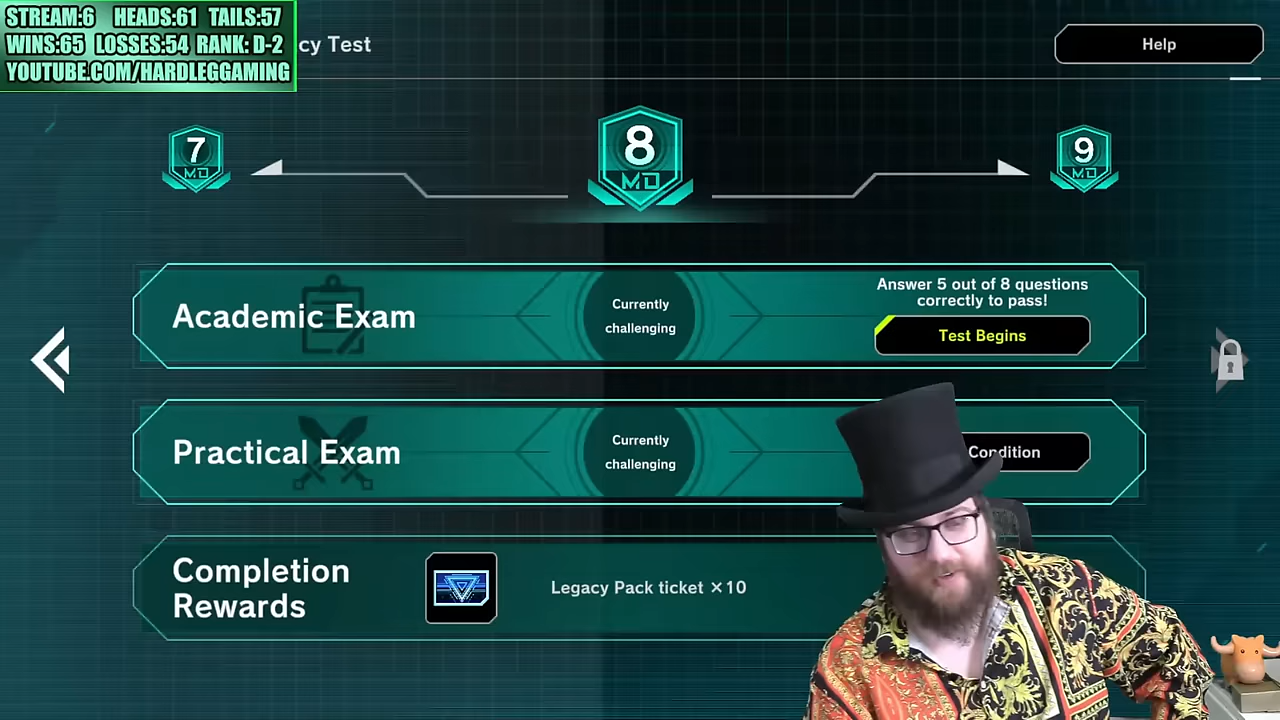 STREAM:6 HEADS:61 TAILS:57
WINS:65 LOSSES:54 RANK: D-2
YOUTUBE.COM/HARDLEGGAMING
cy Test
Help
7
MD
8
MD
9
MD
Academic Exam
Currently
challenging
Answer 5 out of 8 questions
correctly to pass!
Test Begins
Practical Exam
Currently
challenging
Condition
Completion
Rewards
Legacy Pack ticket ×10